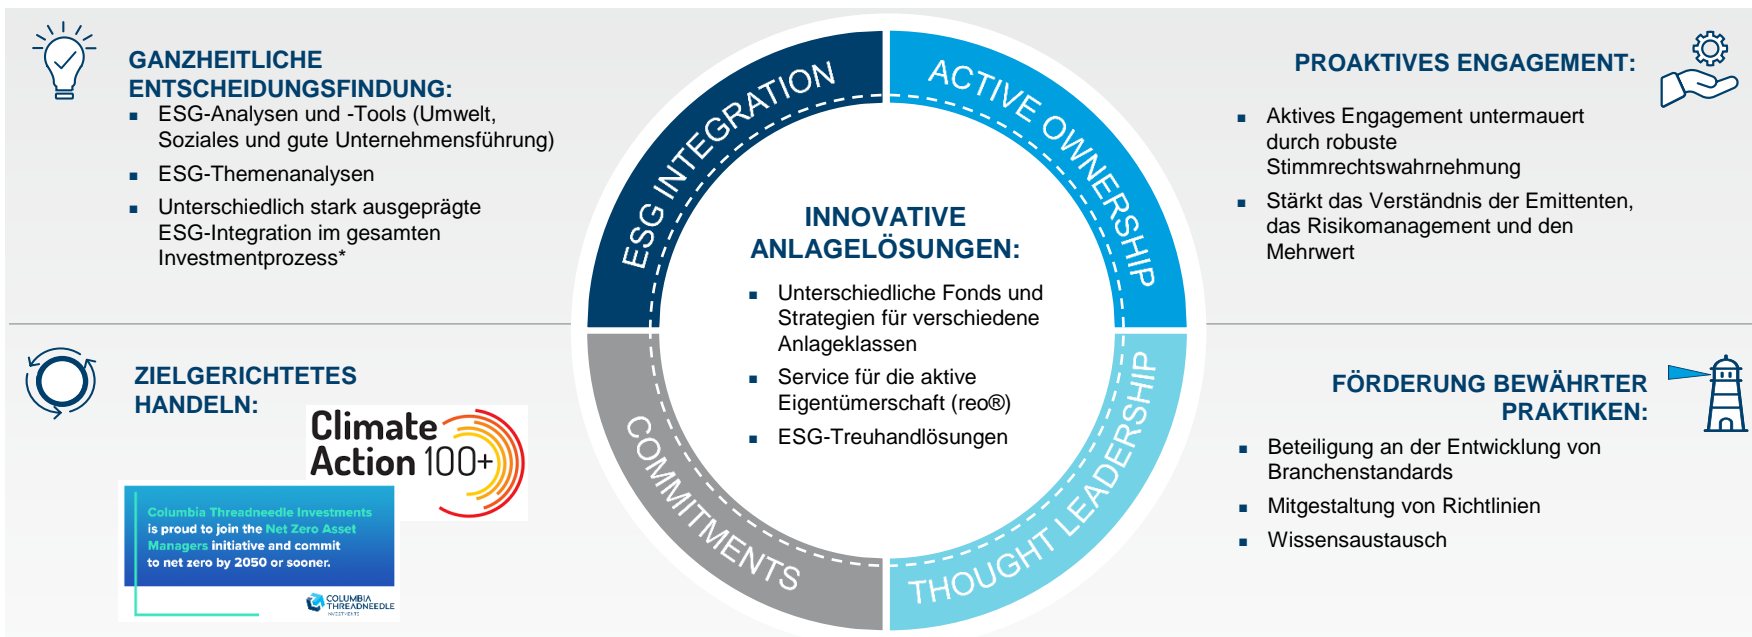 GANZHEITLICHE
ENTSCHEIDUNGSFINDUNG:
▪ ESG-Analysen und -Tools (Umwelt,
Soziales und gute Unternehmensführung)
▪ ESG-Themenanalysen
▪ Unterschiedlich stark ausgeprägte
ESG-Integration im gesamten
Investmentprozess*
ESG INTEGRATION
ACTIVE OWNERSHIP
PROAKTIVES ENGAGEMENT:
▪ Aktives Engagement untermauert
durch robuste
Stimmrechtswahrnehmung
▪ Stärkt das Verständnis der Emittenten,
das Risikomanagement und den
Mehrwert
INNOVATIVE
ANLAGELÖSUNGEN:
▪ Unterschiedliche Fonds und
Strategien für verschiedene
Anlageklassen
▪ Service für die aktive
Eigentümerschaft (reo®)
▪ ESG-Treuhandlösungen
ZIELGERICHTETES
HANDELN:
Climate
Action 100+
Columbia Threadneedle Investments
is proud to join the Net Zero Asset
Managers initiative and commit
to net zero by 2050 or sooner.
COLUMBIA
THREADNEEDLE
INVESTMENTS
COMMITMENTS
THOUGHT LEADERSHIP
FÖRDERUNG BEWÄHRTER
PRAKTIKEN:
▪ Beteiligung an der Entwicklung von
Branchenstandards
▪ Mitgestaltung von Richtlinien
▪ Wissensaustausch